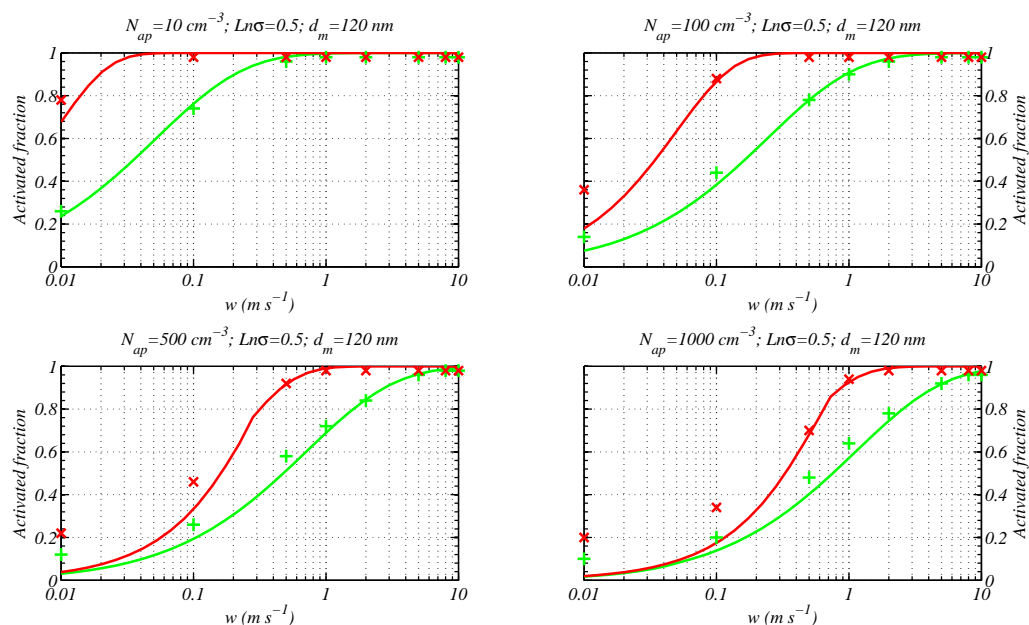 N_ap=10 cm^−3; Lnσ=0.5; d_m=120 nm
N_ap=100 cm^−3; Lnσ=0.5; d_m=120 nm
1
0.8
0.6
0.4
0.2
0
Activated fraction
0.01
0.1
1
10
w (m s^−1)
1
0.8
0.6
0.4
0.2
0
Activated fraction
0.01
0.1
1
10
w (m s^−1)
Activated fraction
N_ap=500 cm^−3; Lnσ=0.5; d_m=120 nm
N_ap=1000 cm^−3; Lnσ=0.5; d_m=120 nm
1
0.8
0.6
0.4
0.2
0
Activated fraction
0.01
0.1
1
10
w (m s^−1)
1
0.8
0.6
0.4
0.2
0
Activated fraction
0.01
0.1
1
10
w (m s^−1)
Activated fraction